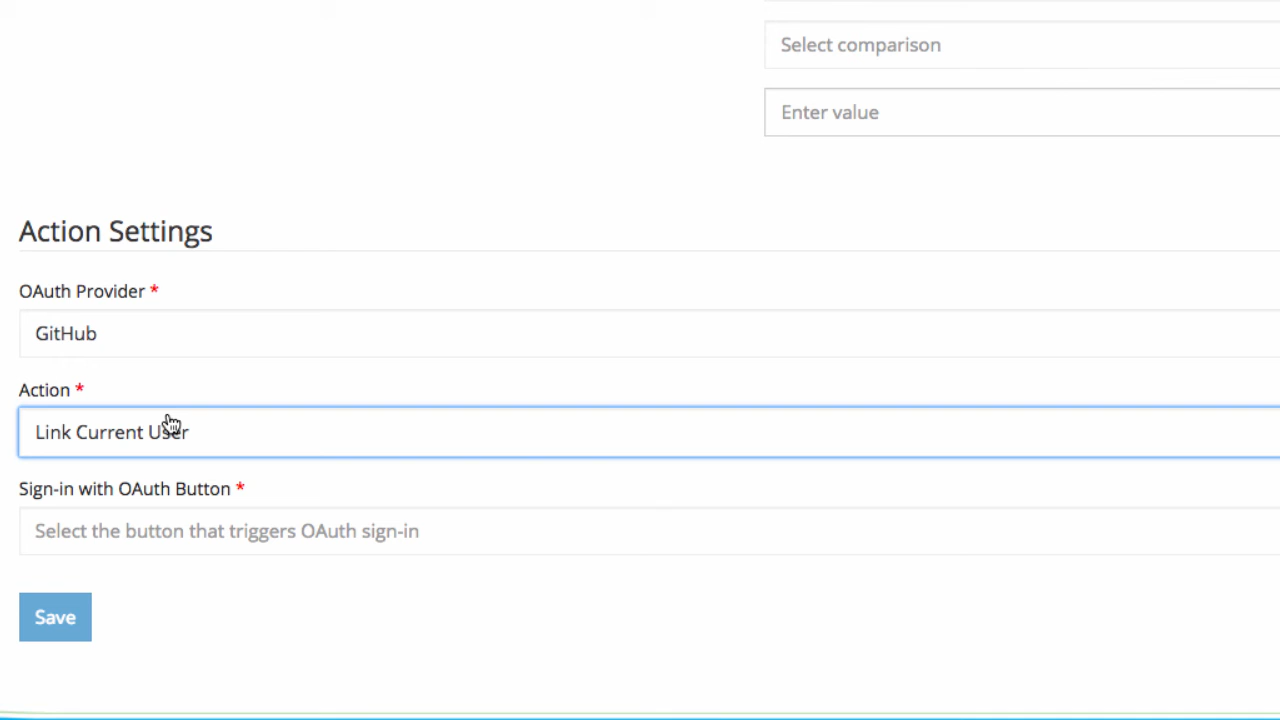 Select comparison
Enter value
Action Settings
OAuth Provider *
GitHub
Action *
Link Current User
Sign-in with OAuth Button *
Select the button that triggers OAuth sign-in
Save